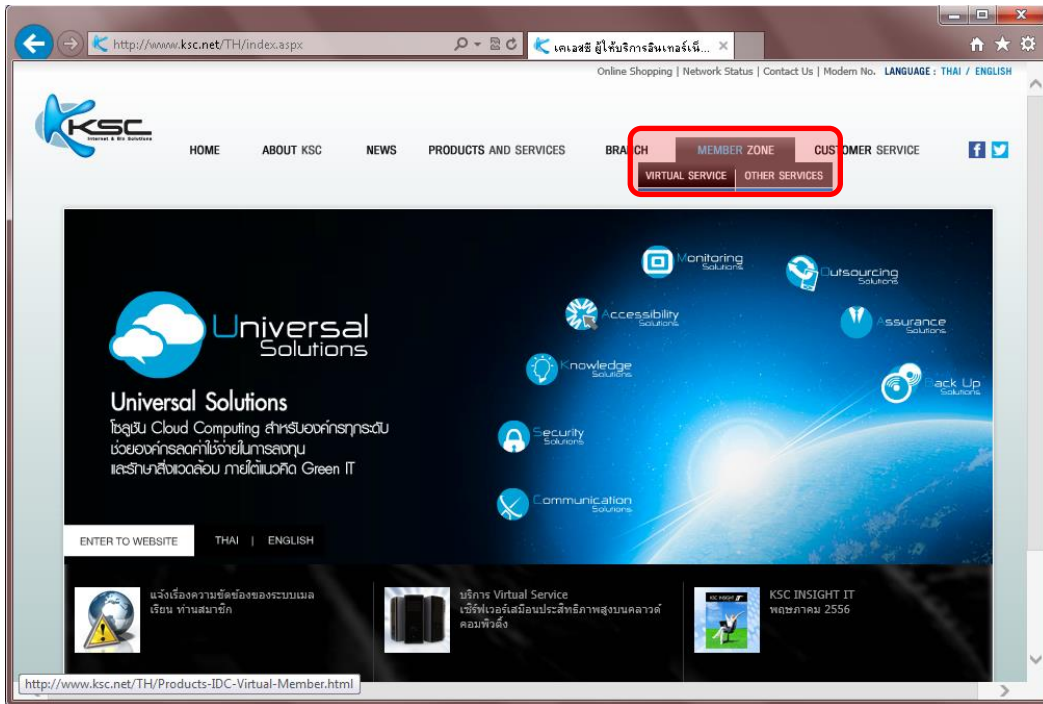 http://www.ksc.net/TH/index.aspx
เคเอสซี ผู้ให้บริการอินเทอร์เน็...
Online Shopping | Network Status | Contact Us | Modem No. LANGUAGE : THAI / ENGLISH
KSC
Internet & Biz Solutions
HOME ABOUT KSC NEWS PRODUCTS AND SERVICES BRANCH MEMBER ZONE CUSTOMER SERVICE
VIRTUAL SERVICE OTHER SERVICES
Monitoring Solutions
Outsourcing Solutions
Accessibility Solutions
Assurance Solutions
Universal Solutions
Knowledge Solutions
Back Up Solutions
Universal Solutions
โซลูชัน Cloud Computing สำหรับองค์กรทุกระดับ
ช่วยองค์กรลดค่าใช้จ่ายในการลงทุน
และรักษาสิ่งแวดล้อม ภายใต้แนวคิด Green IT
Security Solutions
Communication Solutions
ENTER TO WEBSITE THAI | ENGLISH
แจ้งเรื่องความขัดข้องของระบบเมล
เรียน ท่านสมาชิก
บริการ Virtual Service
เซิร์ฟเวอร์เสมือนประสิทธิภาพสูงบนคลาวด์
คอมพิวติ้ง
KSC INSIGHT IT
KSC INSIGHT IT
พฤษภาคม 2556
http://www.ksc.net/TH/Products-IDC-Virtual-Member.html